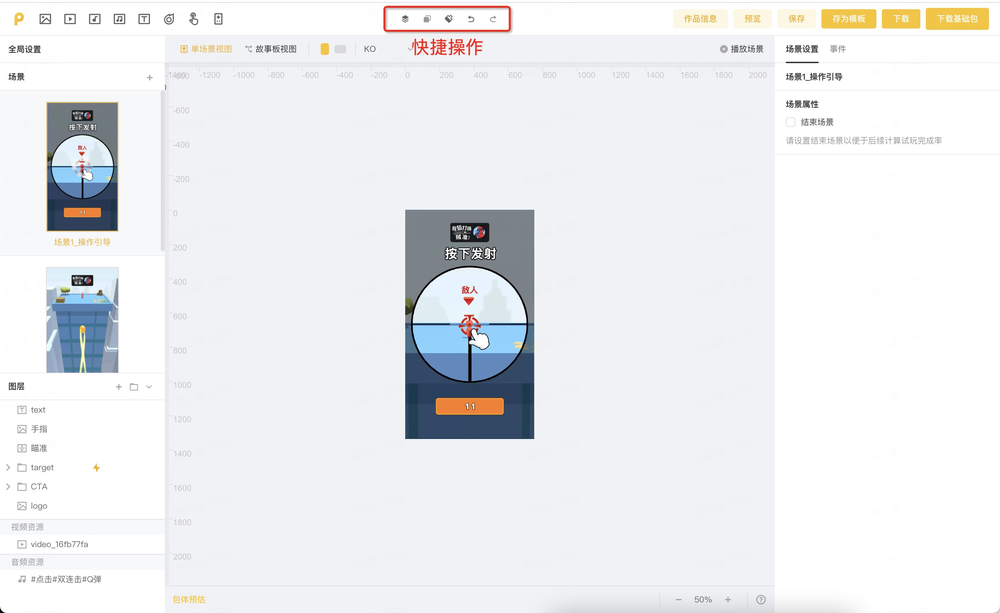 作品信息
预览
保存
存为模板
下载
下载基础包
全局设置
单场景视图
故事板视图
KO
快捷操作
播放场景
场景设置
事件
场景
场景1_操作引导
场景属性
结束场景
请设置结束场景以便于后续计算试玩完成率
-1400
-1200
-1000
-800
-600
-400
-200
0
200
400
600
800
1000
1200
1400
1600
1800
2000
-600
-400
-200
0
200
400
600
800
1000
1200
1400
1600
1800
2000
按下发射
敌人
11
场景1_操作引导
按下发射
敌人
11
图层
text
手指
瞄准
target
CTA
logo
视频资源
video_16fb77fa
音频资源
#点击#双连击#Q弹
包体预估
50%